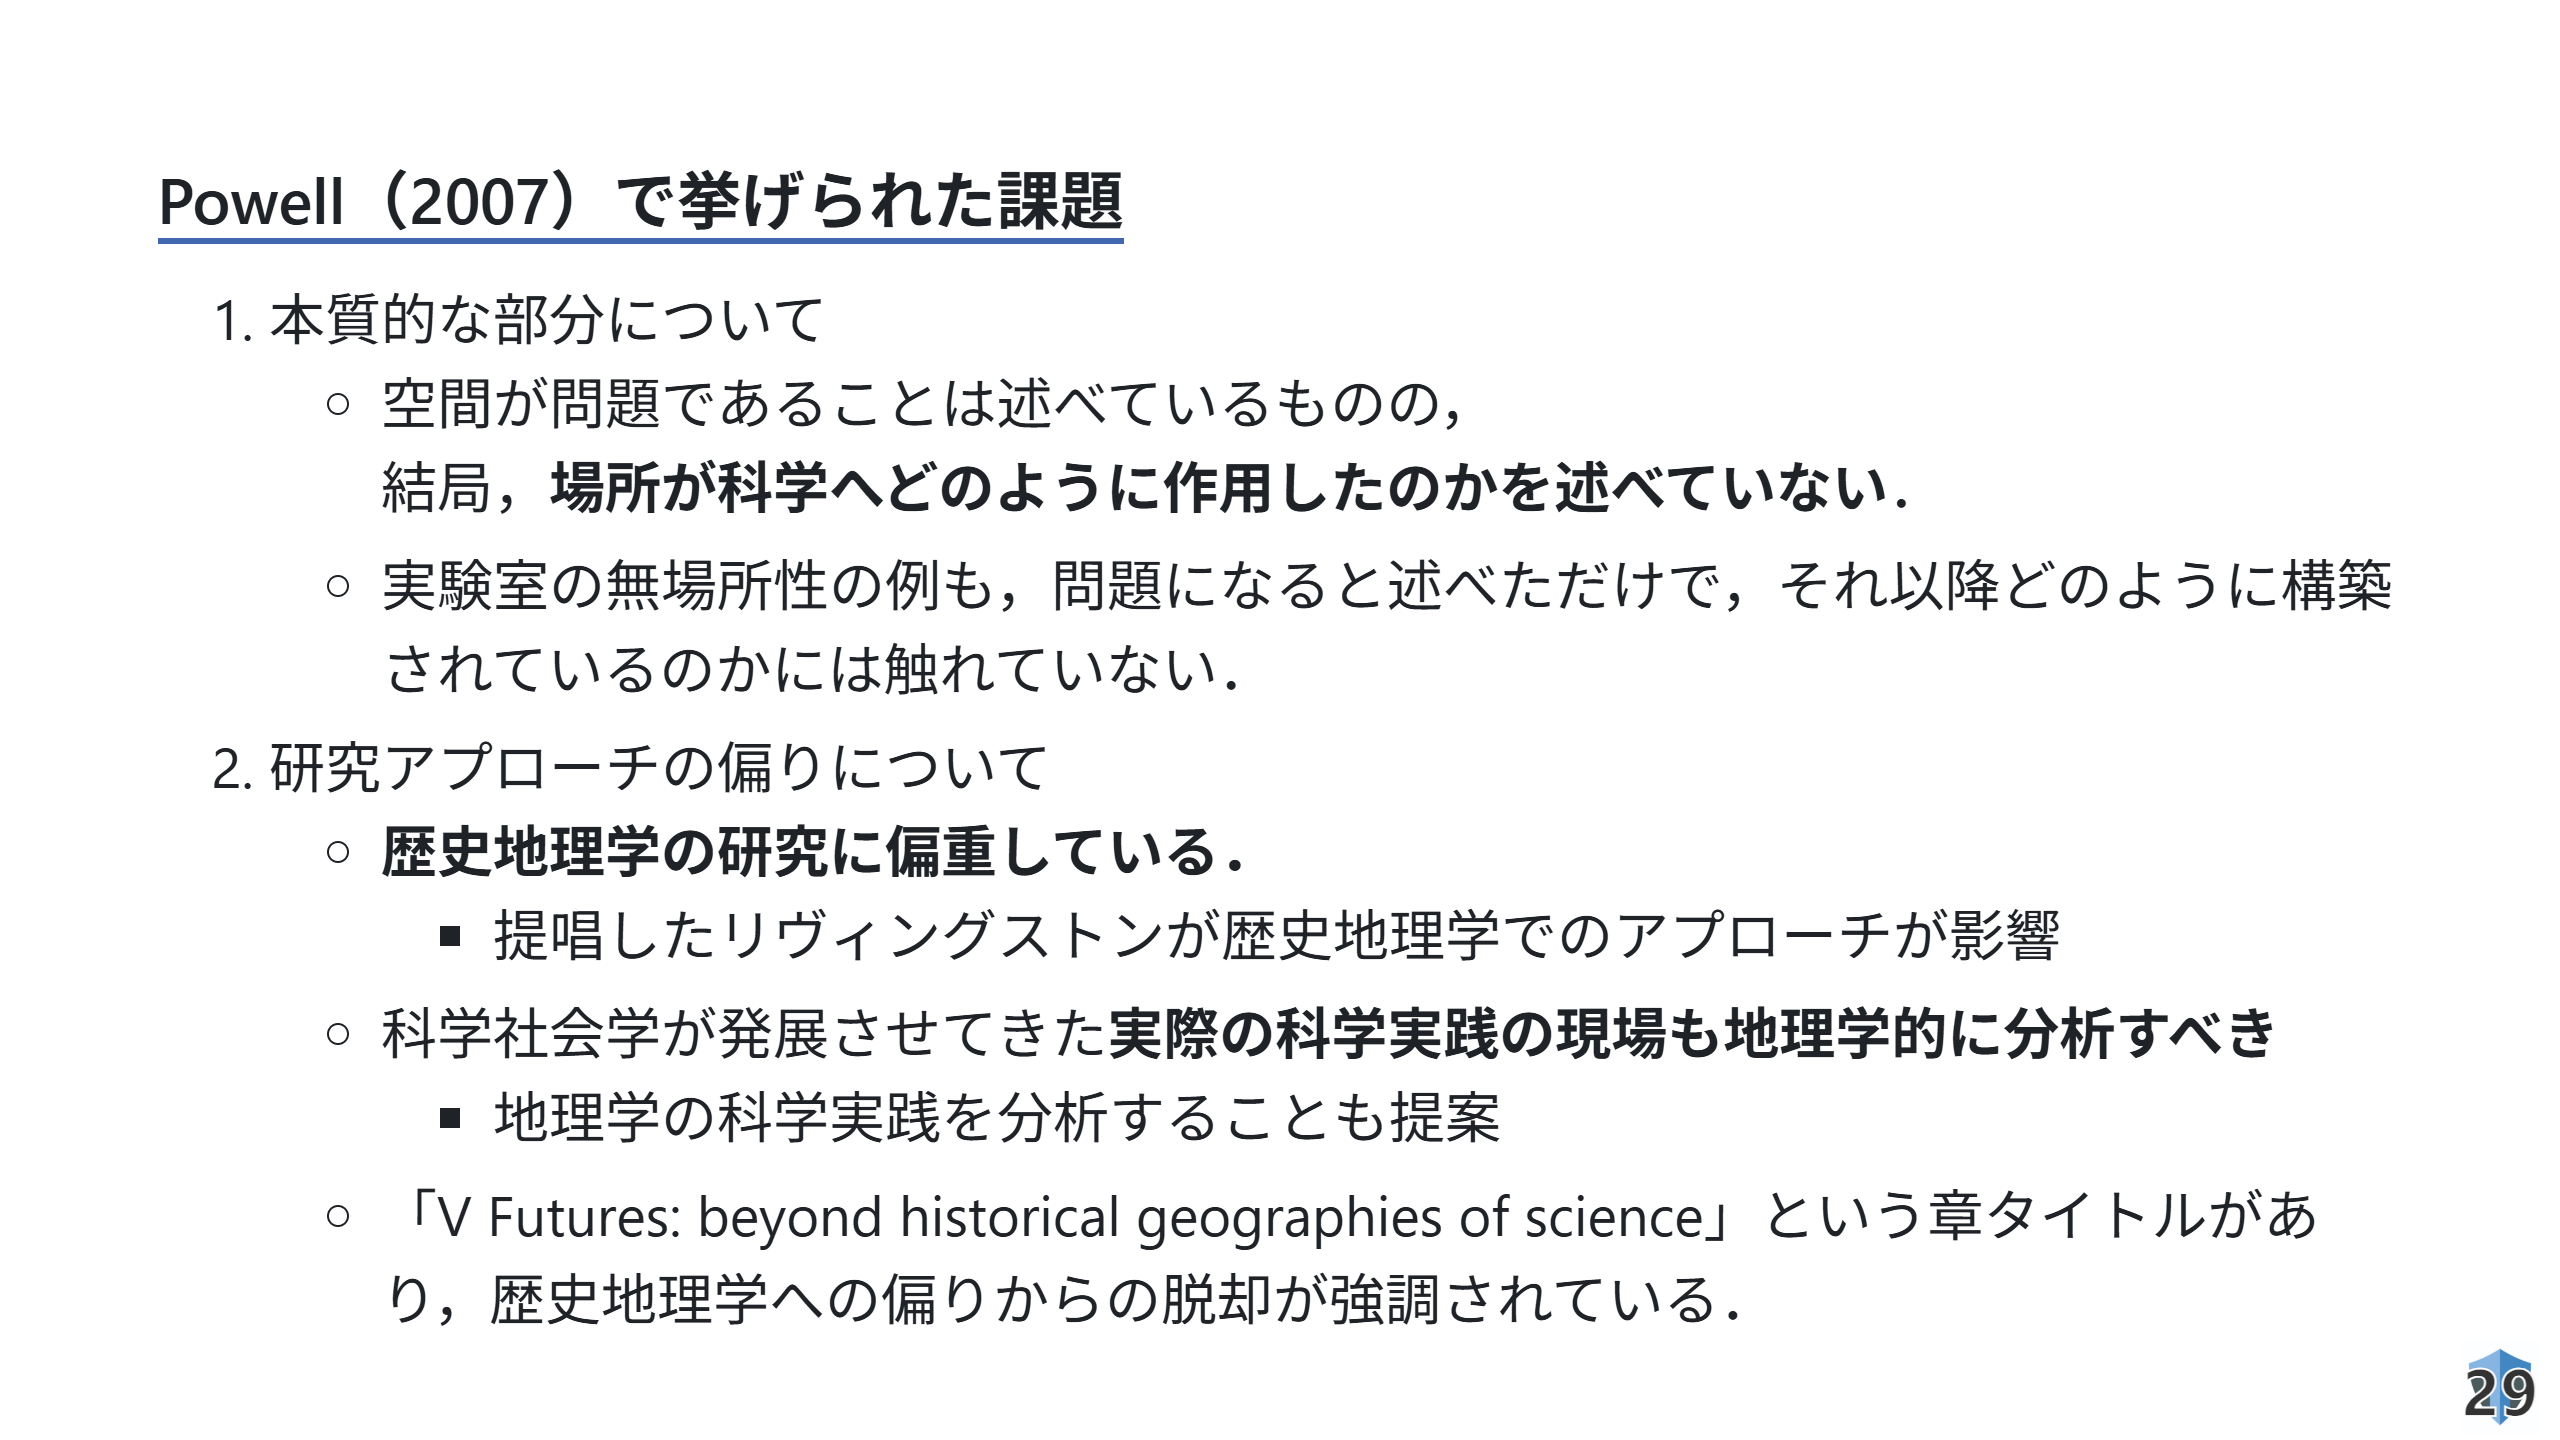 Powell（2007）で挙げられた課題
1. 本質的な部分について
○ 空間が問題であることは述べているものの，
結局，場所が科学へどのように作用したのかを述べていない．
○ 実験室の無場所性の例も，問題になると述べただけで，それ以降どのように構築
されているのかには触れていない．
2. 研究アプローチの偏りについて
○ 歴史地理学の研究に偏重している．
■ 提唱したリヴィングストンが歴史地理学でのアプローチが影響
○ 科学社会学が発展させてきた実際の科学実践の現場も地理学的に分析すべき
■ 地理学の科学実践を分析することも提案
○ 「V Futures: beyond historical geographies of science」という章タイトルがあ
り，歴史地理学への偏りからの脱却が強調されている．
29